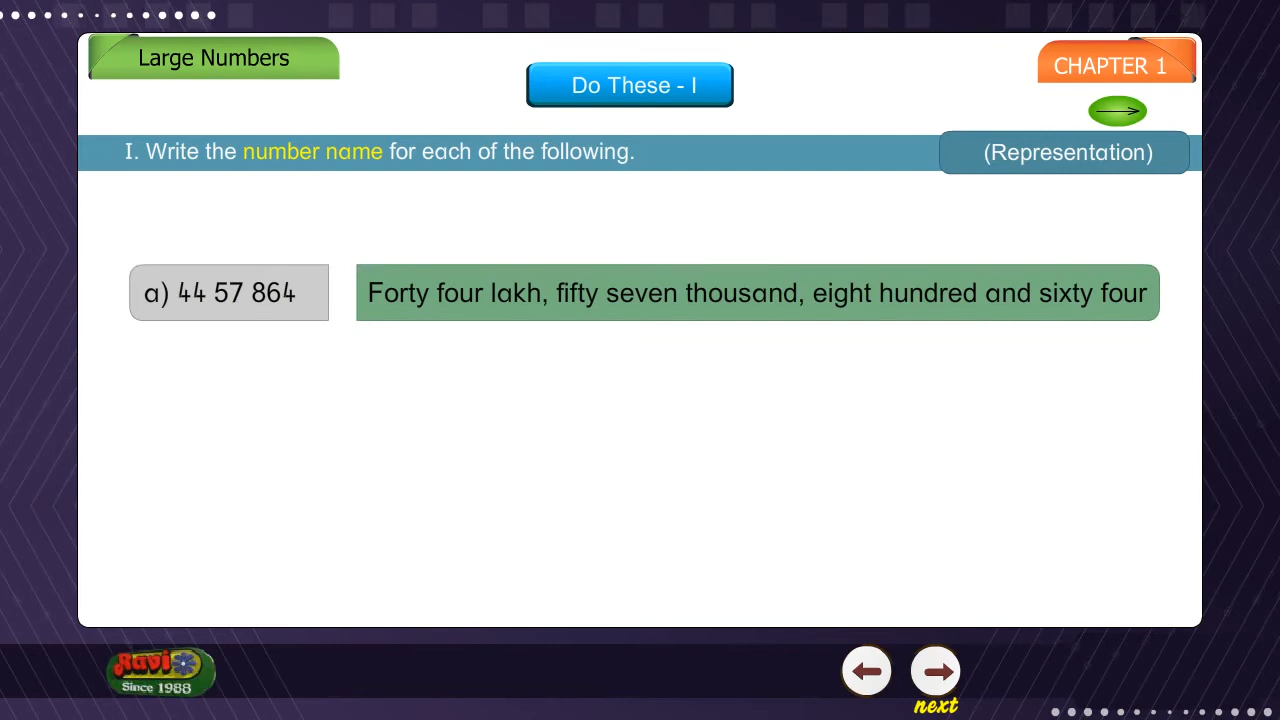 Large Numbers
CHAPTER 1
Do These - I
I. Write the number name for each of the following.
(Representation)
a) 44 57 864
Forty four lakh, fifty seven thousand, eight hundred and sixty four
Ravi
Since 1988
next